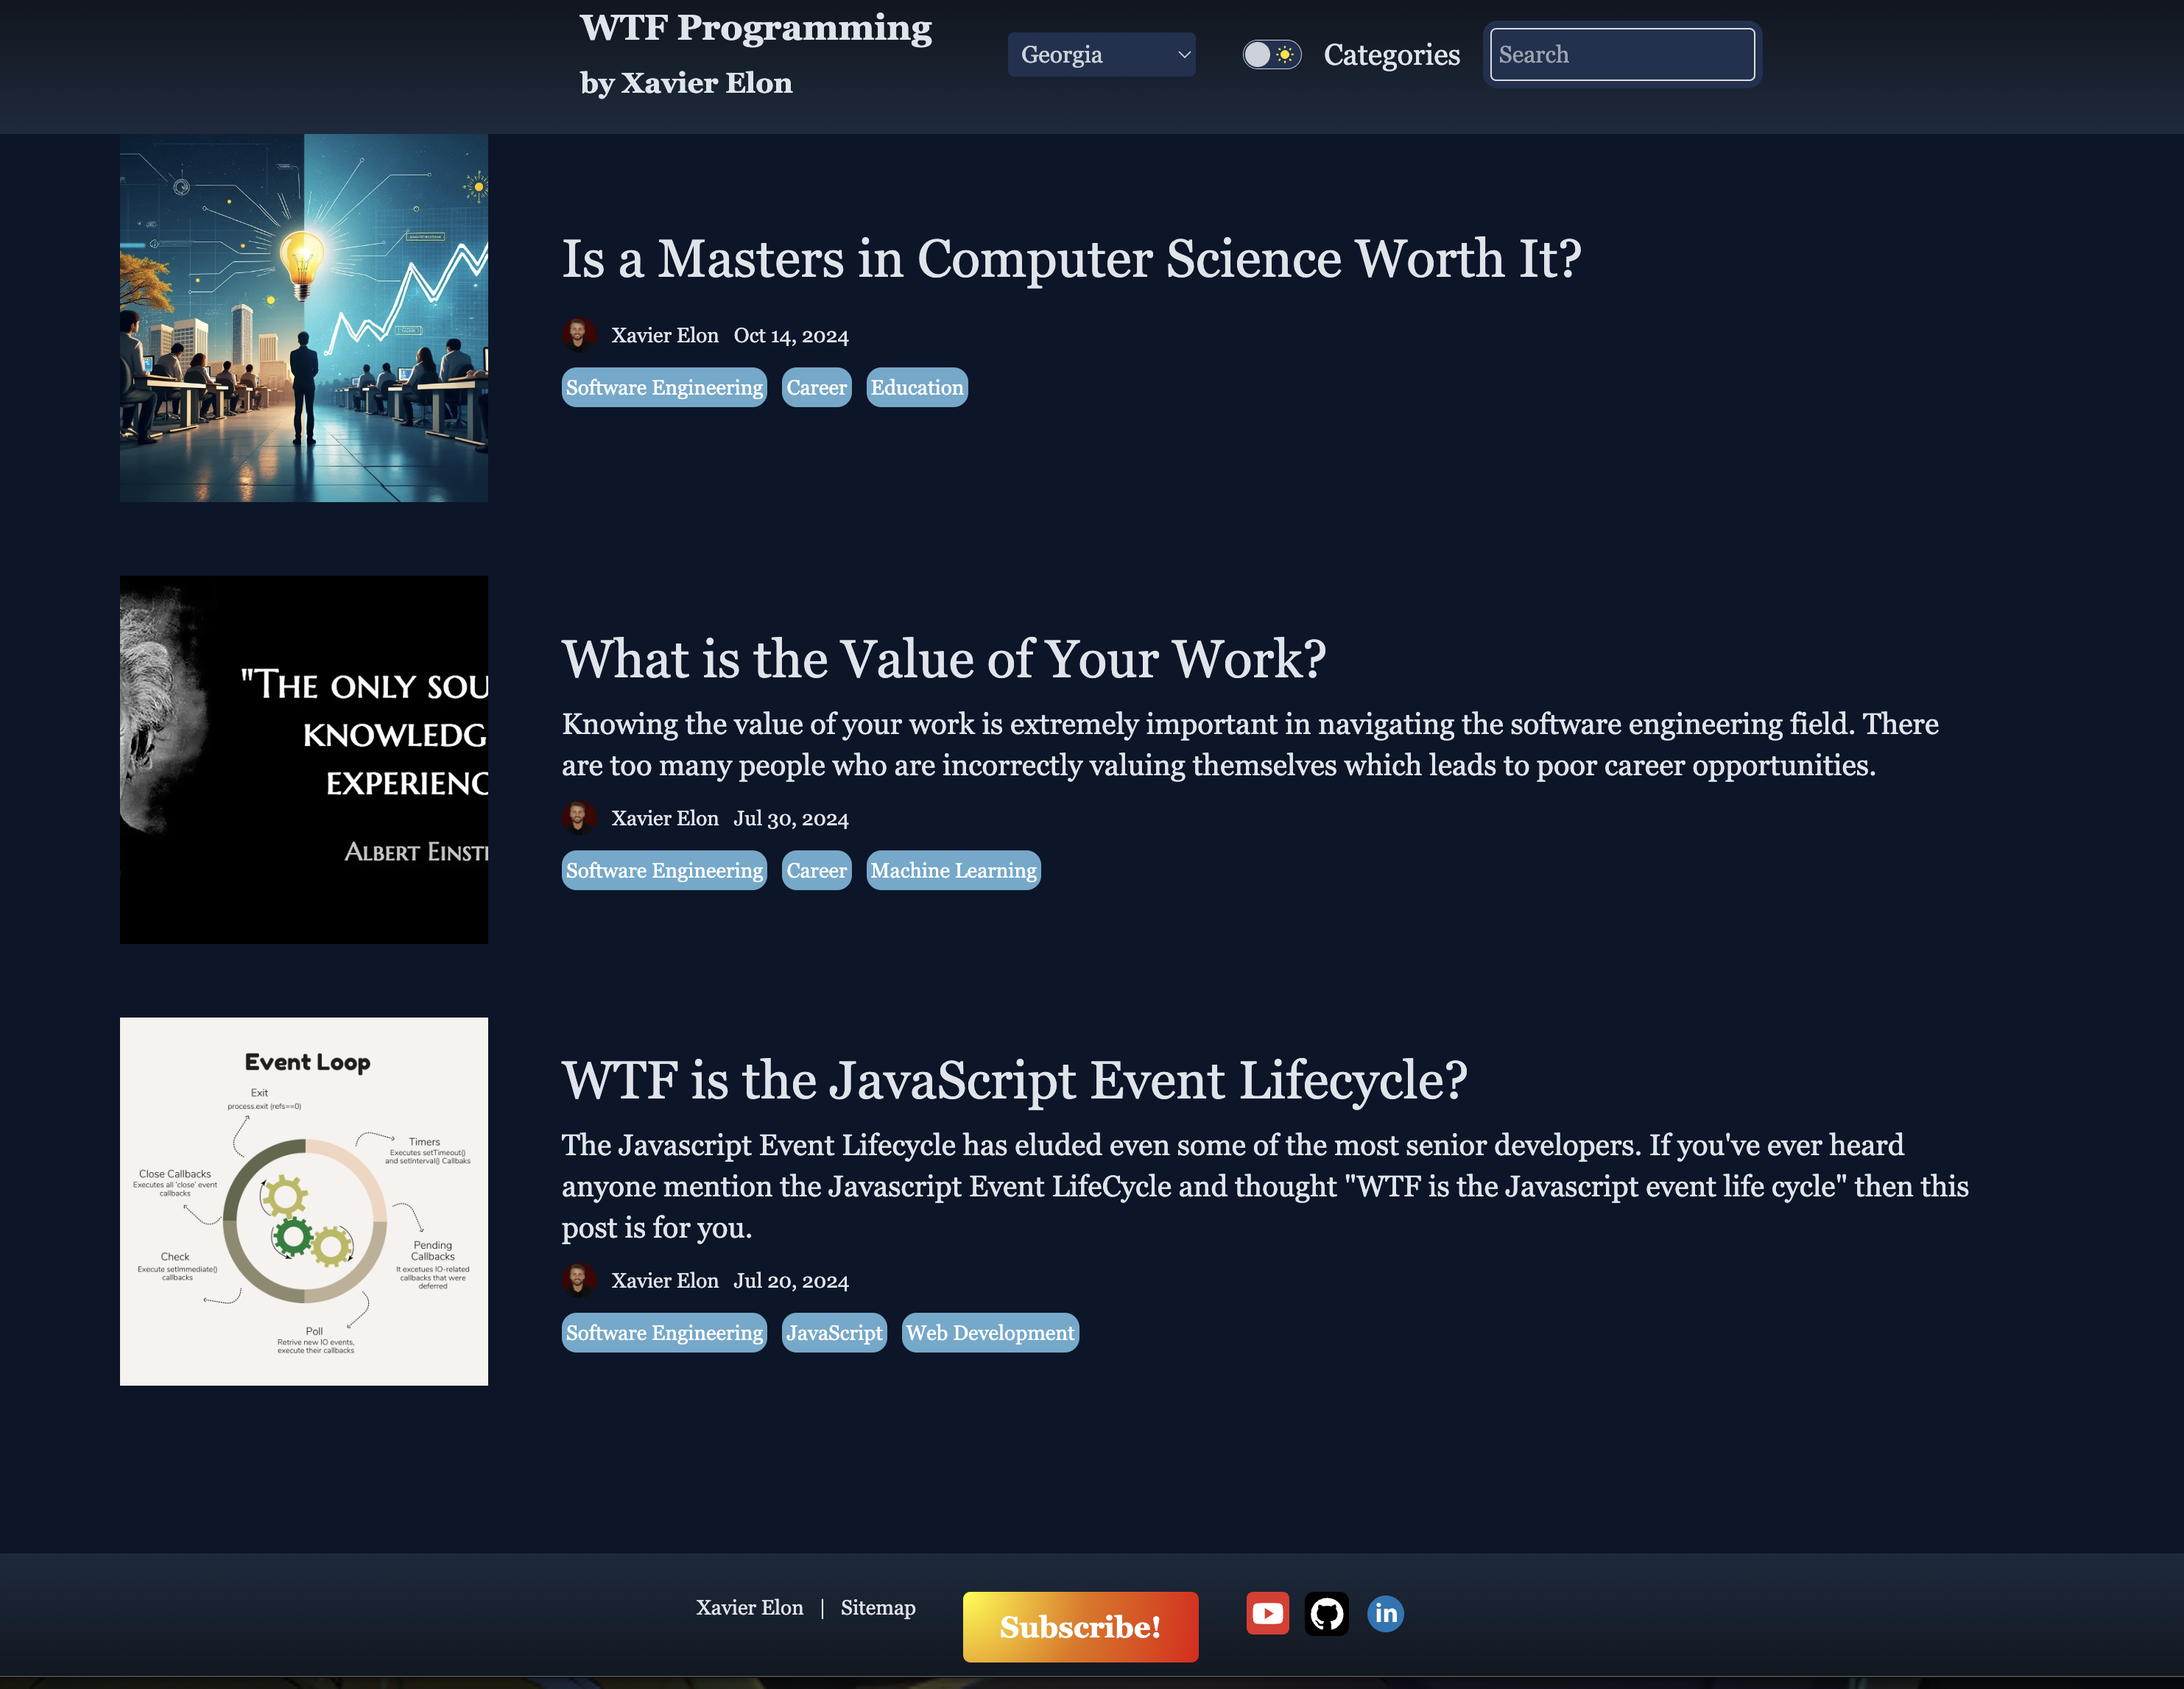 WTF Programming
by Xavier Elon
Georgia
Categories
Search
Is a Masters in Computer Science Worth It?
Xavier Elon Oct 14, 2024
Software Engineering Career Education
"The only sou
knowledg
experienc
Albert Einst
What is the Value of Your Work?
Knowing the value of your work is extremely important in navigating the software engineering field. There
are too many people who are incorrectly valuing themselves which leads to poor career opportunities.
Xavier Elon Jul 30, 2024
Software Engineering Career Machine Learning
Event Loop
Exit
process.exit (refs==0)
Timers
Executes setTimeout()
and setInterval() Callbaks
Close Callbacks
Executes all 'close' event
callbacks
Pending
Callbacks
It excetues IO-related
callbacks that were
deferred
Check
Execute setImmediate()
callbacks
Poll
Retrive new IO events,
execute their callbacks
WTF is the JavaScript Event Lifecycle?
The Javascript Event Lifecycle has eluded even some of the most senior developers. If you've ever heard
anyone mention the Javascript Event LifeCycle and thought "WTF is the Javascript event life cycle" then this
post is for you.
Xavier Elon Jul 20, 2024
Software Engineering JavaScript Web Development
Xavier Elon | Sitemap
Subscribe!
in